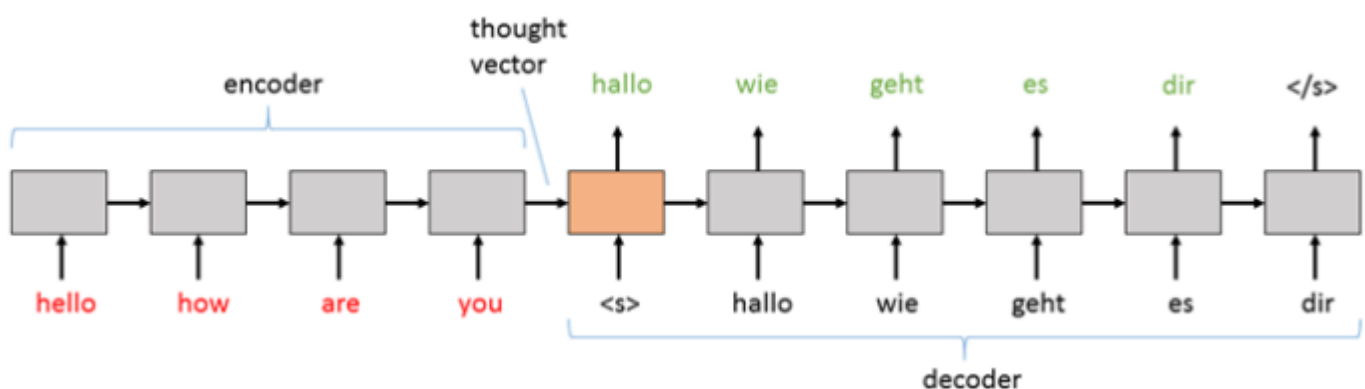 thought
vector
encoder
hallo wie geht es dir </s>
hello how are you <s> hallo wie geht es dir
decoder